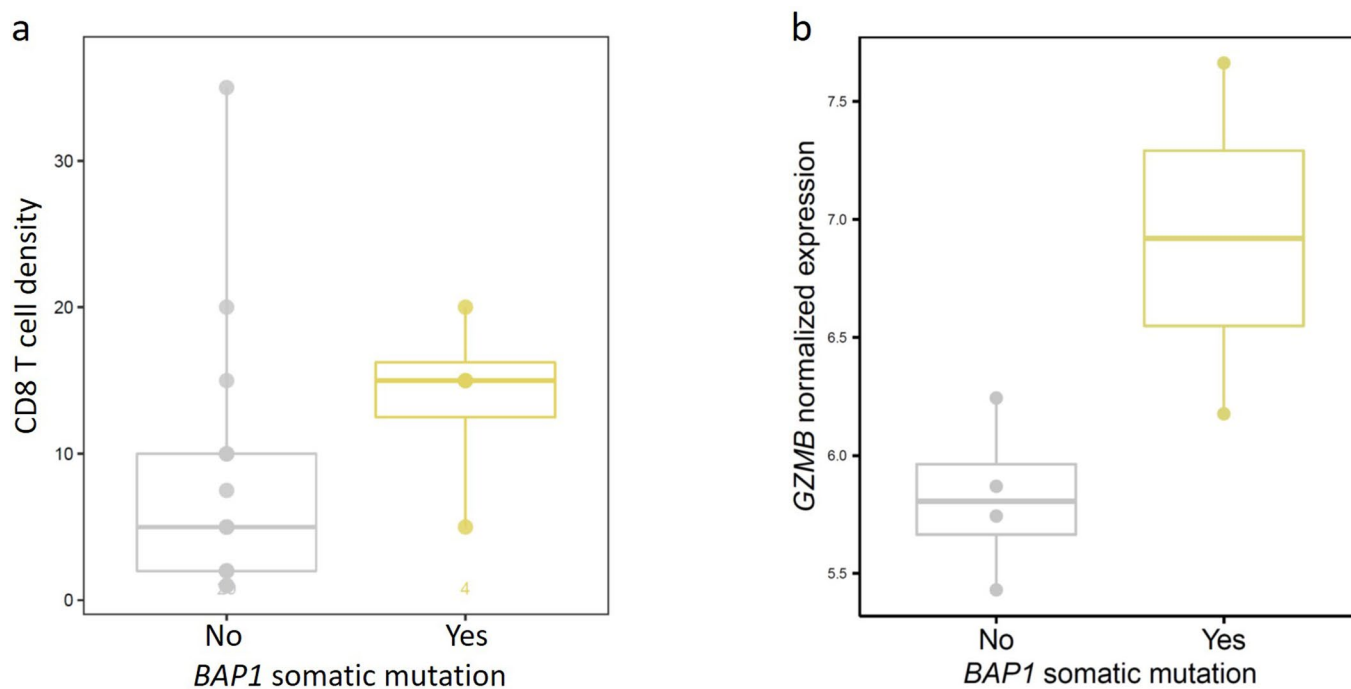 a
CD8 T cell density
30
20
10
0
4
No
Yes
BAP1 somatic mutation
b
GZMB normalized expression
7.5
7.0
6.5
6.0
5.5
No
Yes
BAP1 somatic mutation